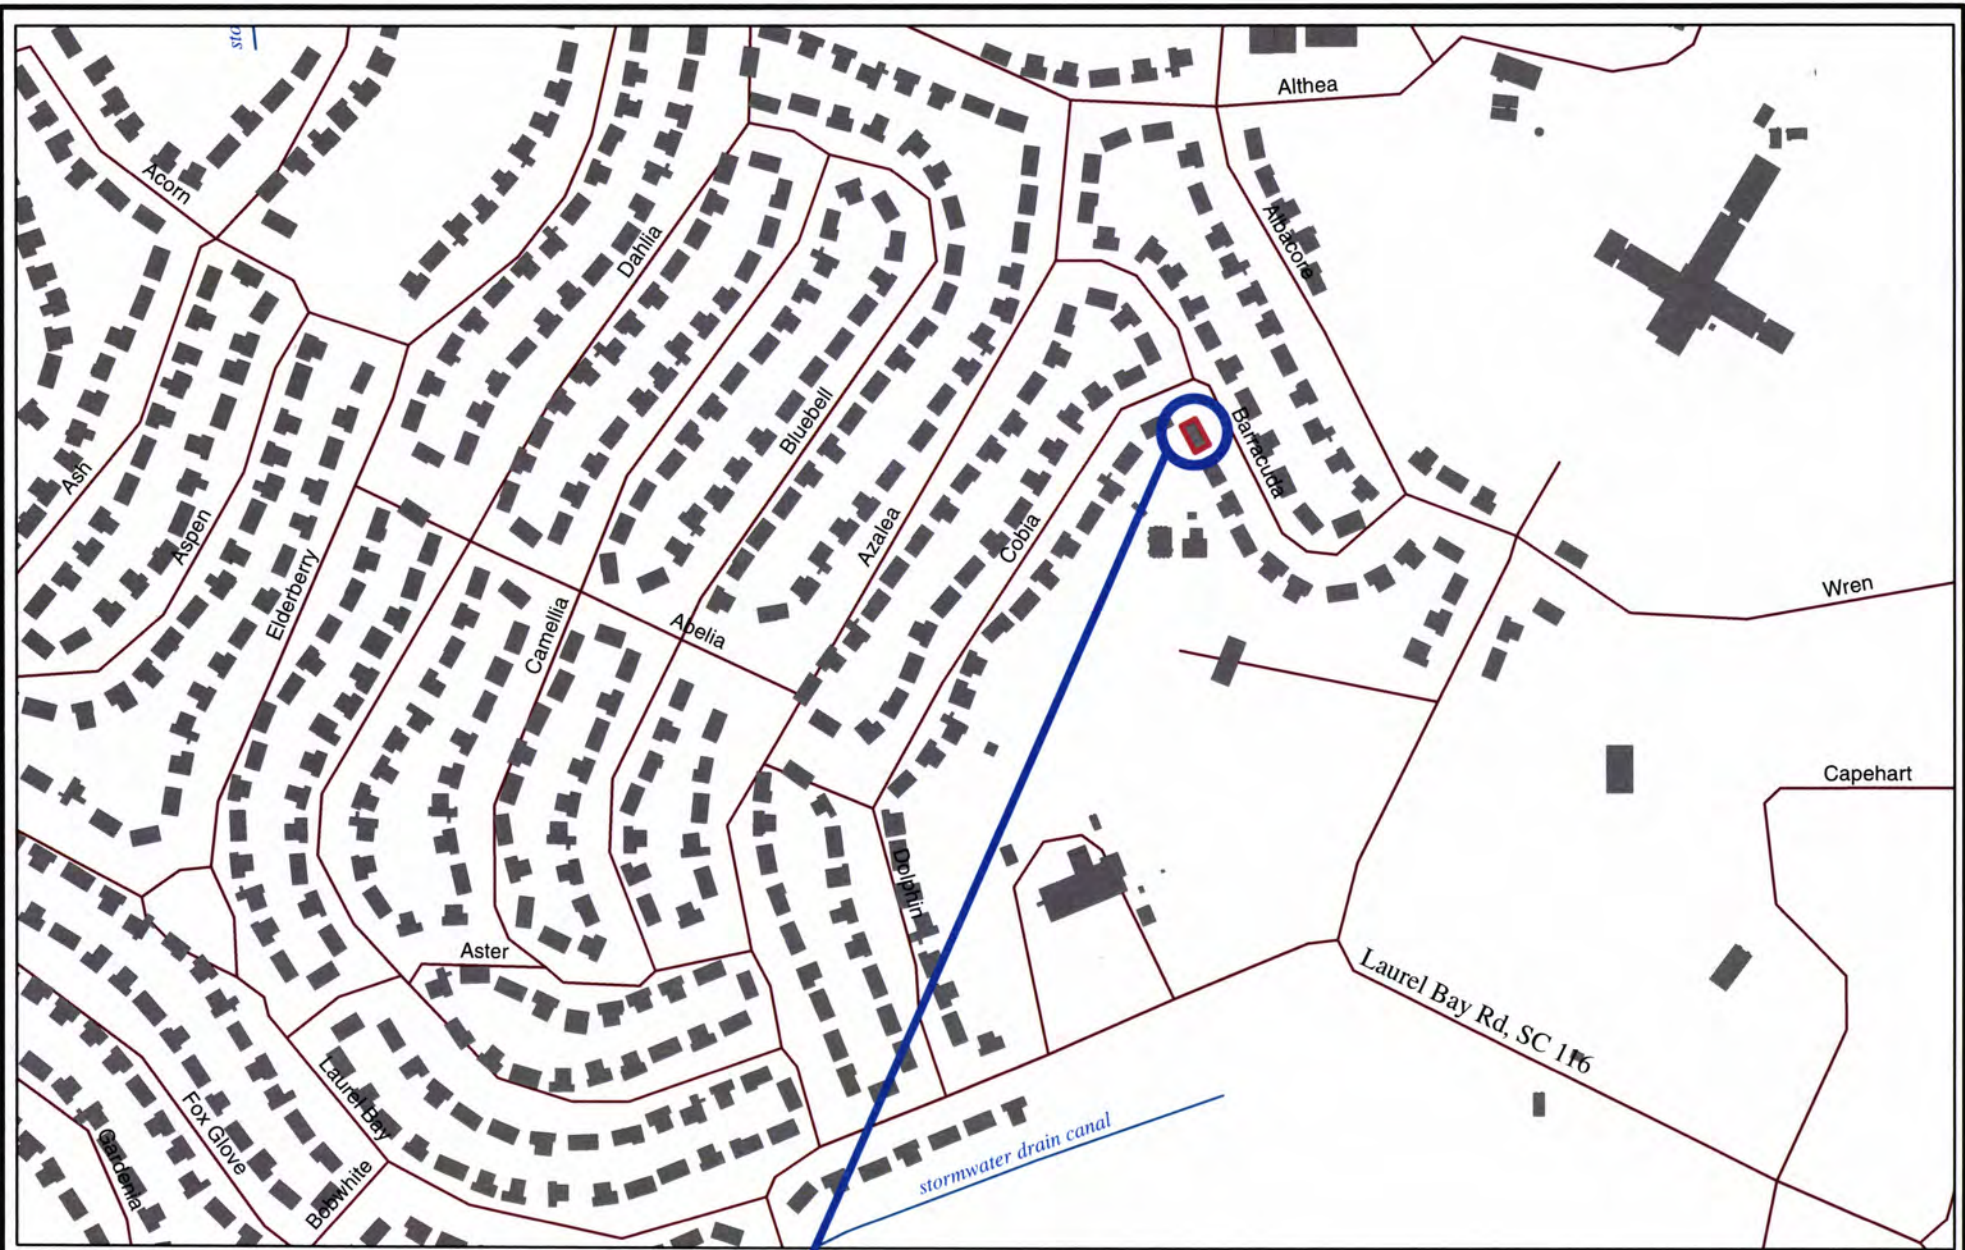 sto
Althea
Acorn
Dahlia
Albacore
Bluebell
Barracuda
Ash
Aspen
Azalea
Cobia
Elderberry
Camellia
Abelia
Wren
Capehart
Dolphin
Aster
Laurel Bay Rd, SC 116
Laurel Bay
Fox Glove
Gardenia
Bobwhite
stormwater drain canal